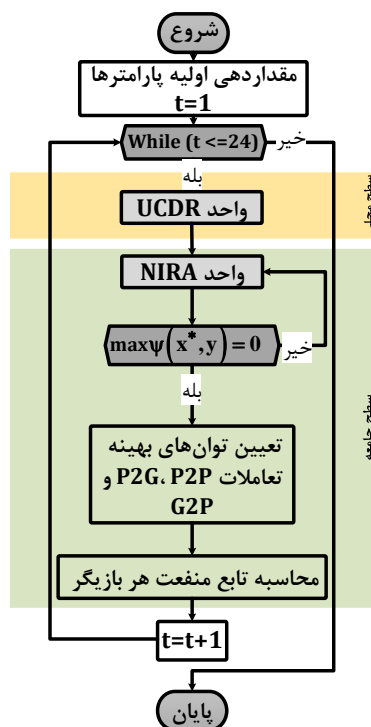 شروع
مقداردهی اولیه پارامترها
t=1
While (t <=24)
خیر
بله
سطح محلی
واحد UCDR
واحد NIRA
maxψ(x*,y) = 0
خیر
بله
سطح جامعه
تعیین توان‌های بهینه
تعاملات P2G، P2P و
G2P
محاسبه تابع منفعت هر بازیگر
t=t+1
پایان